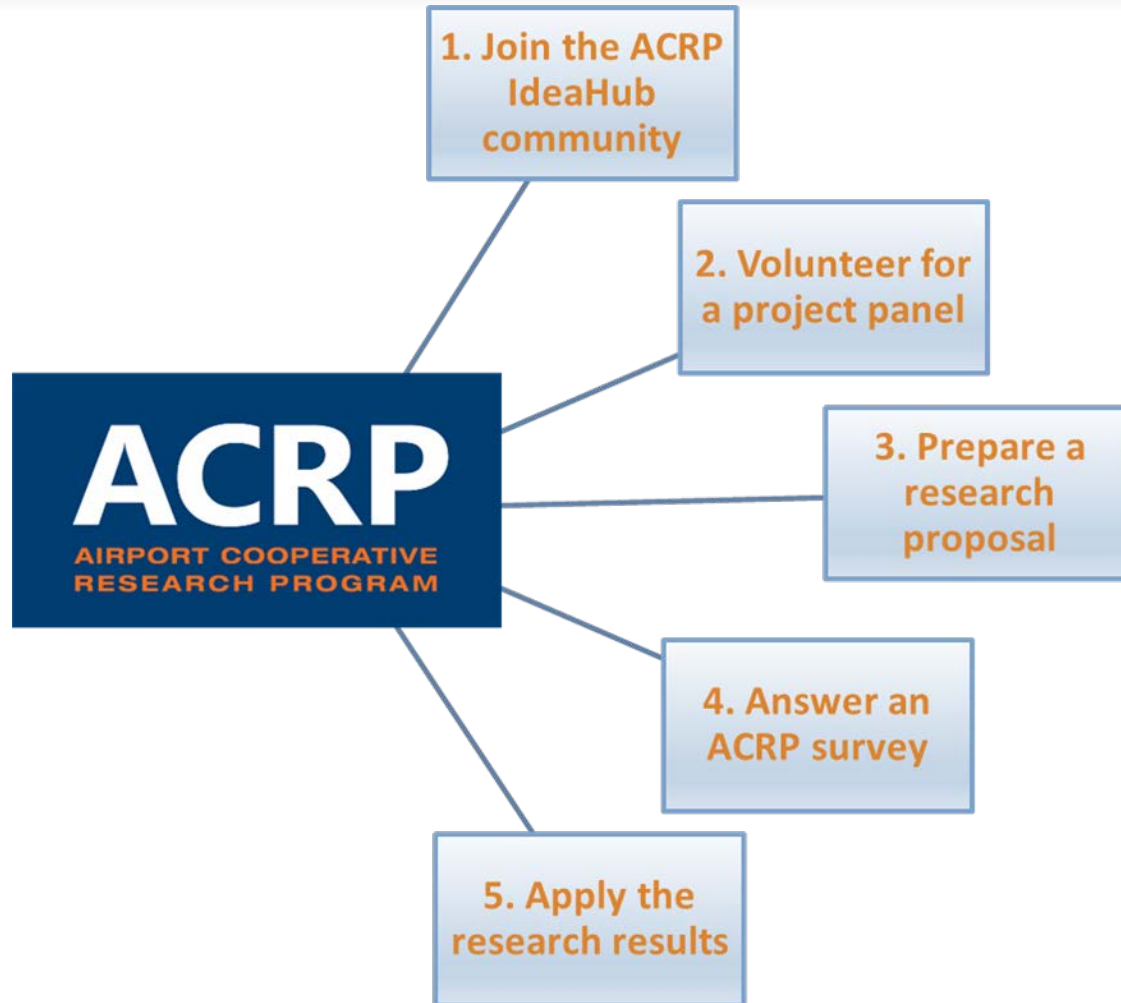 1. Join the ACRP
IdeaHub
community
2. Volunteer for
a project panel
3. Prepare a
research
proposal
ACRP
AIRPORT COOPERATIVE
RESEARCH PROGRAM
4. Answer an
ACRP survey
5. Apply the
research results